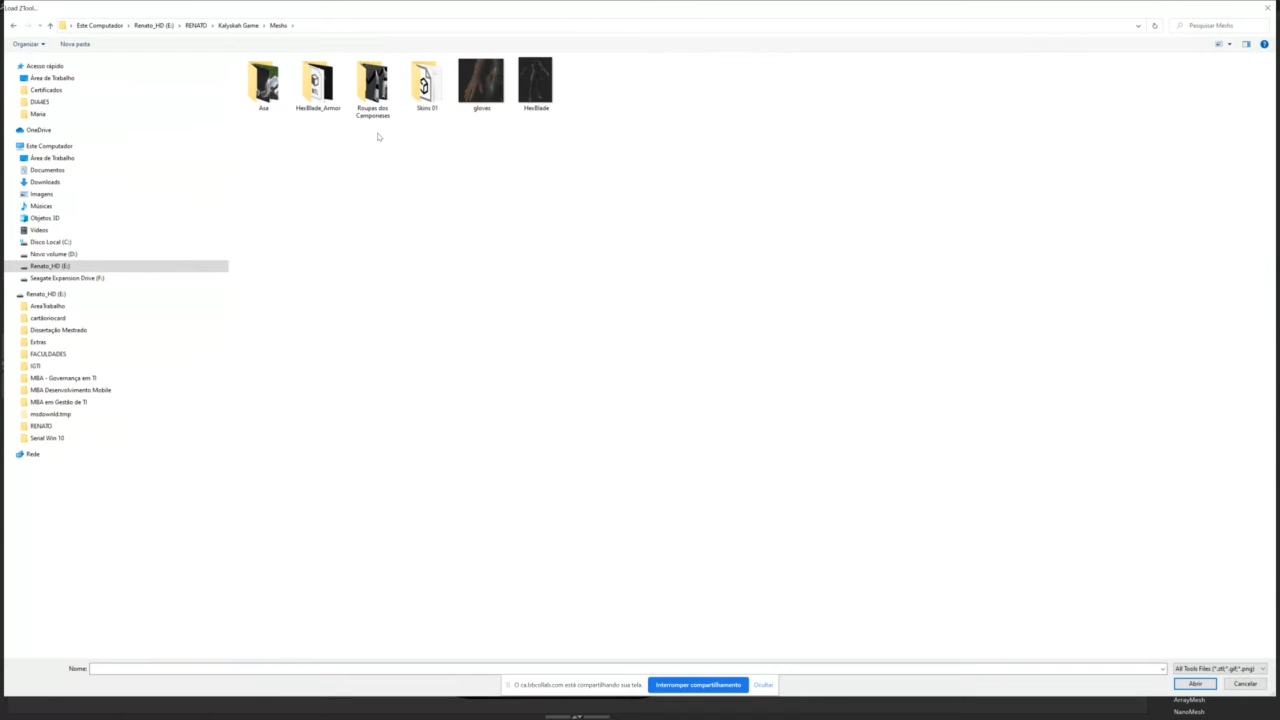 Load ZTool...
Este Computador > Renato_HD (E:) > RENATO > Kalyskah Game > Meshs >
Pesquisar Meshs
Organizar
Nova pasta
Acesso rápido
Área de Trabalho
Certificados
DIA4ES
Maria
OneDrive
Este Computador
Área de Trabalho
Documentos
Downloads
Imagens
Músicas
Objetos 3D
Vídeos
Disco Local (C:)
Novo volume (D:)
Renato_HD (E:)
Seagate Expansion Drive (F:)
Renato_HD (E:)
AreaTrabalho
cartãoriocard
Dissertação Mestrado
Extras
FACULDADES
IGTI
MBA - Governança em TI
MBA Desenvolvimento Mobile
MBA em Gestão de TI
msdownld.tmp
RENATO
Serial Win 10
Rede
Asa
HexBlade_Armor
Roupas dos
Camponeses
Skins 01
gloves
HexBlade
Nome:
All Tools Files (*.ztl;*.gif;*.png)
O ca.bbcollab.com está compartilhando sua tela.
Interromper compartilhamento
Ocultar
Abrir
Cancelar
ArrayMesh
NanoMesh